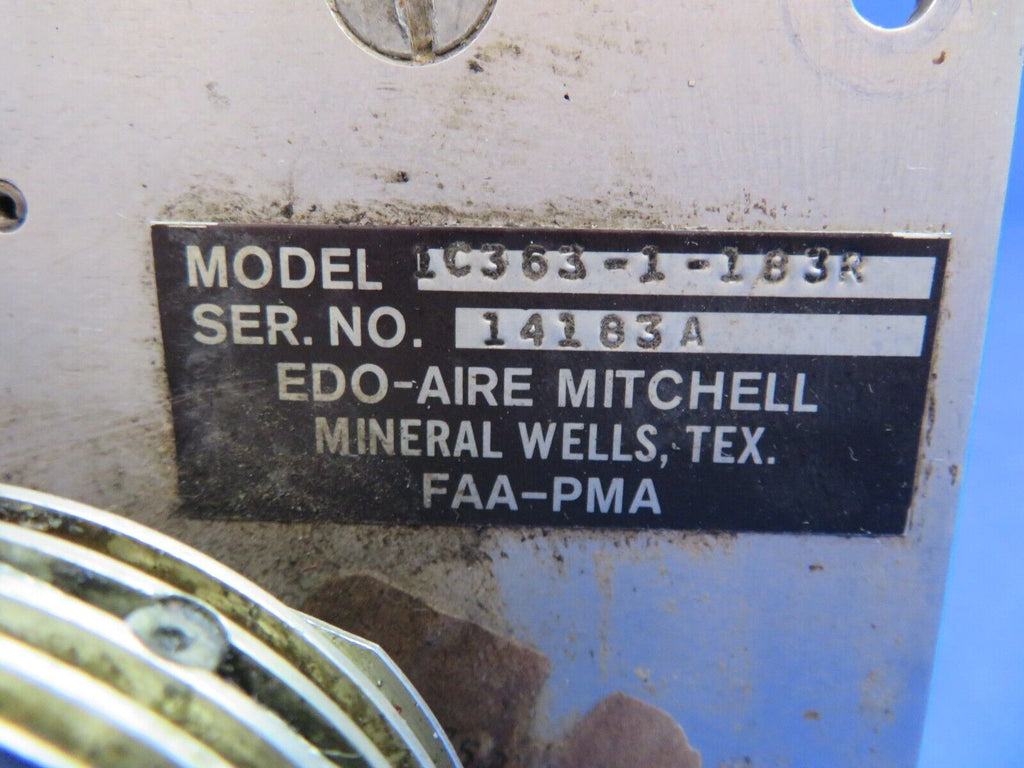 MODEL 1C363-1-183R
SER. NO. 14183A
EDO-AIRE MITCHELL
MINERAL WELLS, TEX.
FAA-PMA